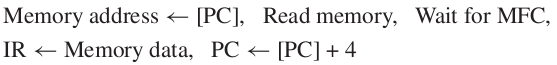 Memory address ← [PC], Read memory, Wait for MFC,
IR ← Memory data, PC ← [PC] + 4